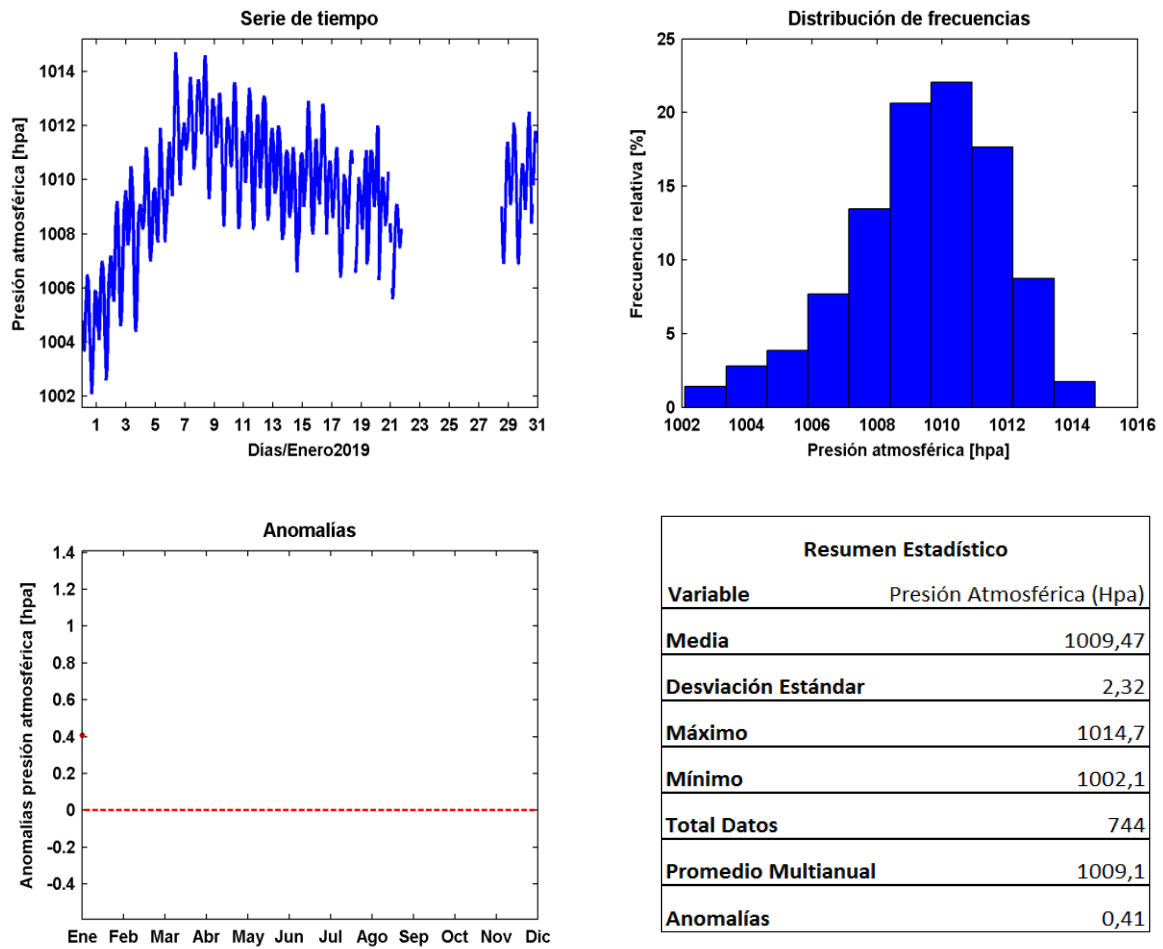 Serie de tiempo
Presión atmosférica [hpa]
1014
1012
1010
1008
1006
1004
1002
1 3 5 7 9 11 13 15 17 19 21 23 25 27 29 31
Días/Enero2019
Distribución de frecuencias
Frecuencia relativa [%]
25
20
15
10
5
0
1002 1004 1006 1008 1010 1012 1014 1016
Presión atmosférica [hpa]
Anomalías
Anomalías presión atmosférica [hpa]
1.4
1.2
1
0.8
0.6
0.4
0.2
0
-0.2
-0.4
Ene Feb Mar Abr May Jun Jul Ago Sep Oct Nov Dic
Resumen Estadístico
Variable Presión Atmosférica (Hpa)
Media 1009,47
Desviación Estándar 2,32
Máximo 1014,7
Mínimo 1002,1
Total Datos 744
Promedio Multianual 1009,1
Anomalías 0,41